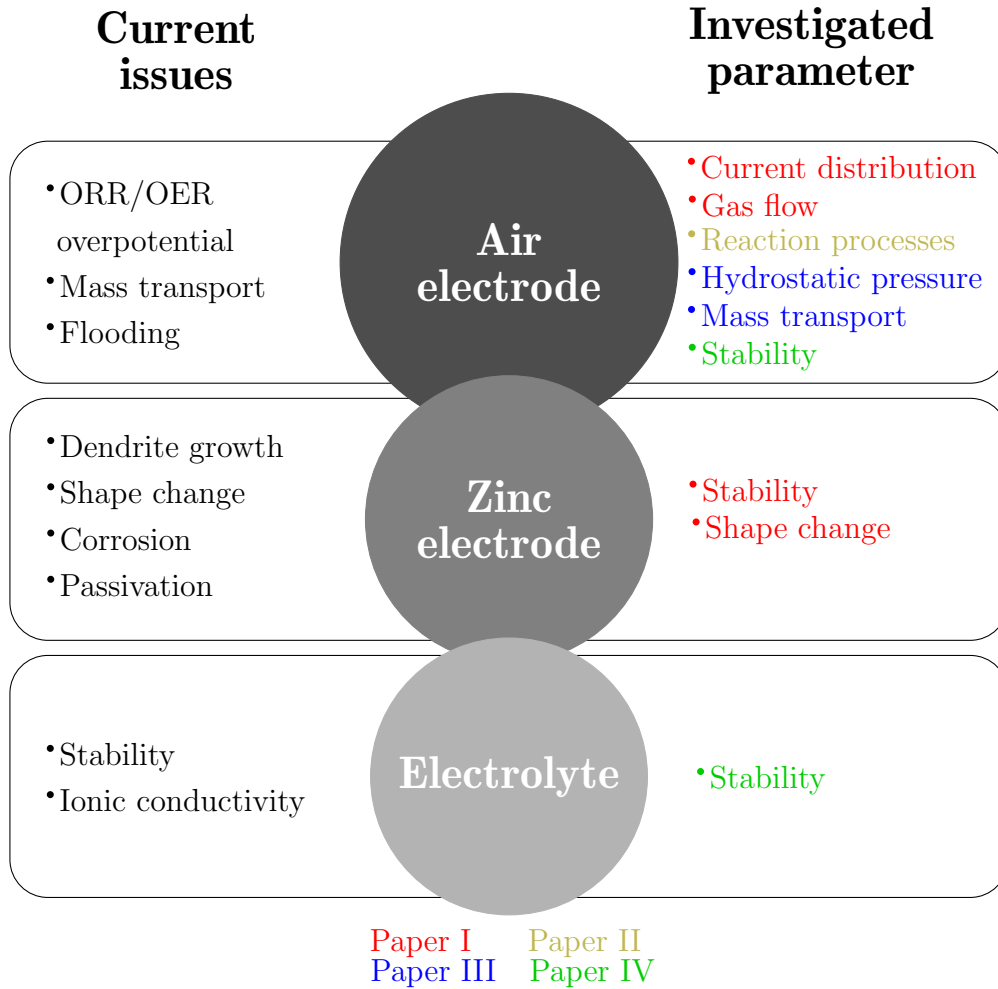 Current
issues
Investigated
parameter
•ORR/OER
overpotential
•Mass transport
•Flooding
Air
electrode
•Current distribution
•Gas flow
•Reaction processes
•Hydrostatic pressure
•Mass transport
•Stability
•Dendrite growth
•Shape change
•Corrosion
•Passivation
Zinc
electrode
•Stability
•Shape change
•Stability
•Ionic conductivity
Electrolyte
•Stability
Paper I Paper II
Paper III Paper IV